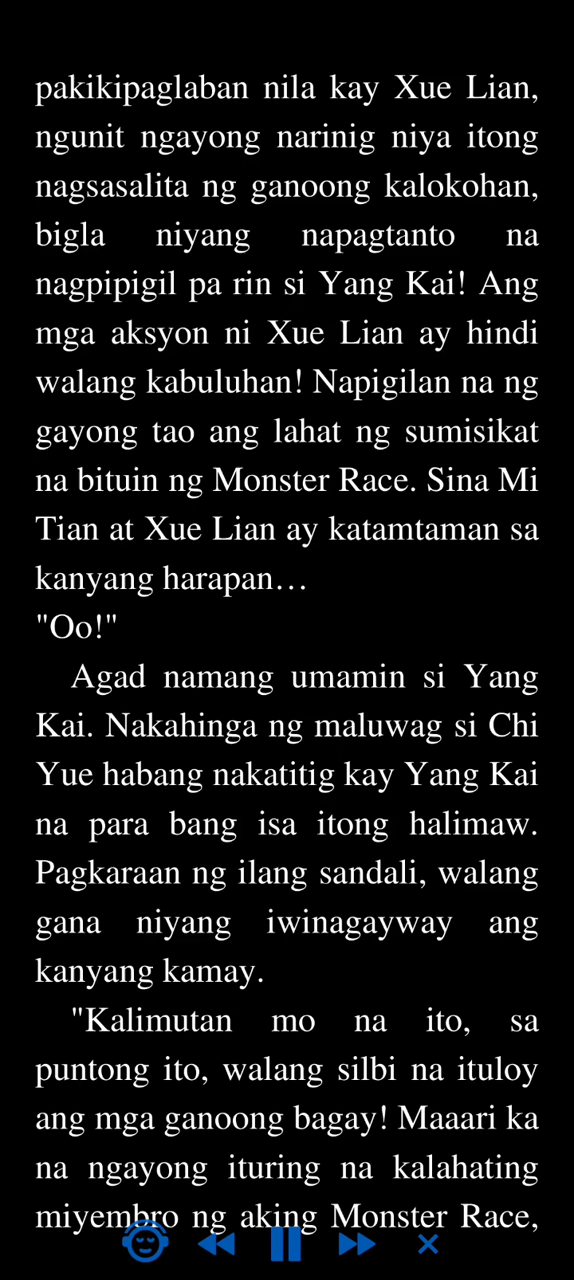 pakikipaglaban nila kay Xue Lian,
ngunit ngayong narinig niya itong
nagsasalita ng ganoong kalokohan,
bigla niyang napagtanto na
nagpipigil pa rin si Yang Kai! Ang
mga aksyon ni Xue Lian ay hindi
walang kabuluhan! Napigilan na ng
gayong tao ang lahat ng sumisikat
na bituin ng Monster Race. Sina Mi
Tian at Xue Lian ay katamtaman sa
kanyang harapan…
"Oo!"
Agad namang umamin si Yang
Kai. Nakahinga ng maluwag si Chi
Yue habang nakatitig kay Yang Kai
na para bang isa itong halimaw.
Pagkaraan ng ilang sandali, walang
gana niyang iwinagayway ang
kanyang kamay.
"Kalimutan mo na ito, sa
puntong ito, walang silbi na ituloy
ang mga ganoong bagay! Maaari ka
na ngayong ituring na kalahating
miyembro ng aking Monster Race,